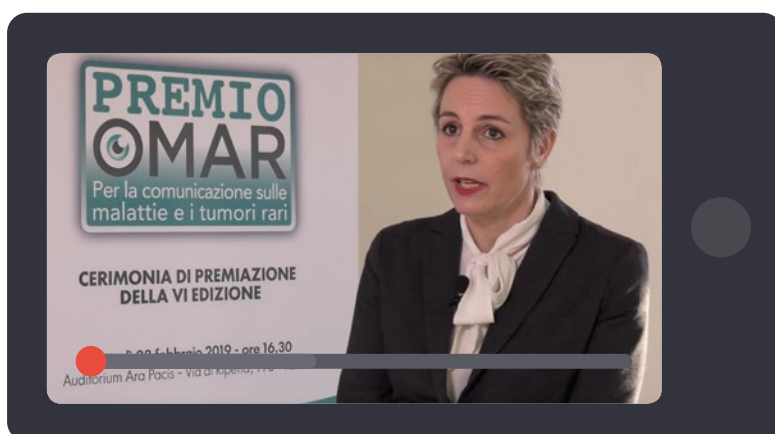 PREMIO
OMAR
Per la comunicazione sulle
malattie e i tumori rari
CERIMONIA DI PREMIAZIONE
DELLA VI EDIZIONE
febbraio 2019 - ore 16,30
Auditorium Ara Pacis - Via di Ripetta,